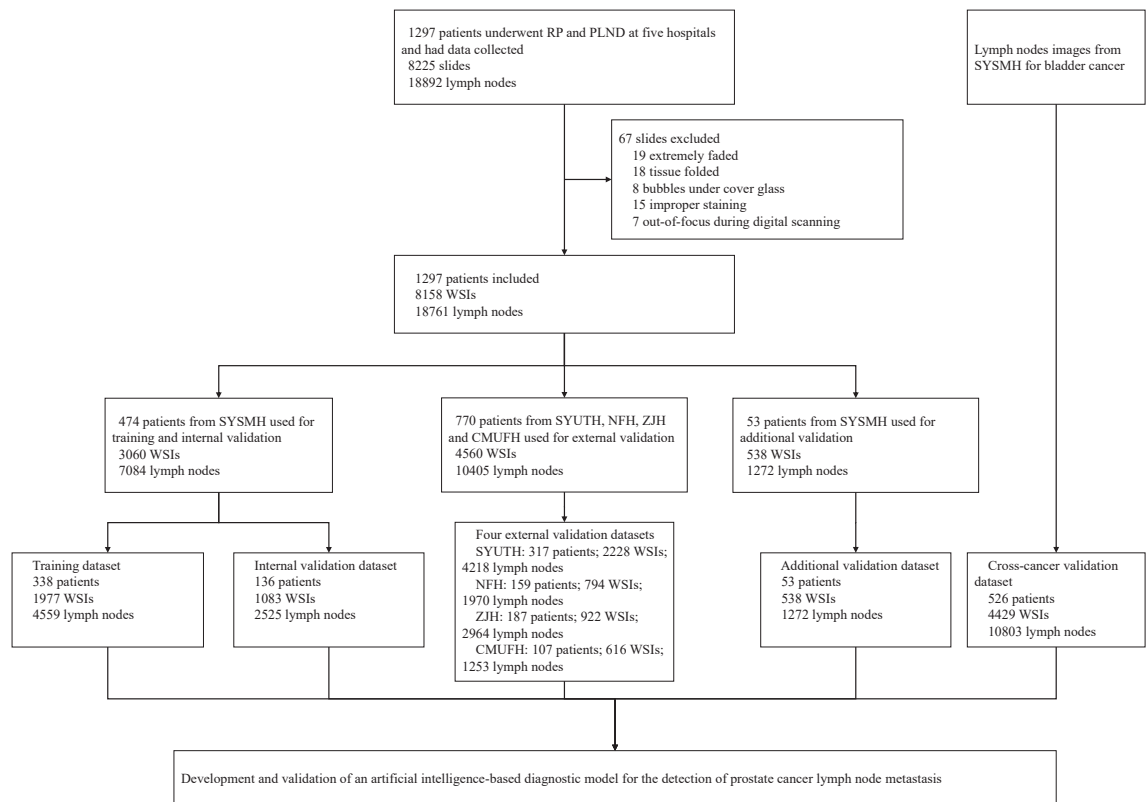 1297 patients underwent RP and PLND at five hospitals
and had data collected
8225 slides
18892 lymph nodes
Lymph nodes images from
SYSMH for bladder cancer
67 slides excluded
19 extremely faded
18 tissue folded
8 bubbles under cover glass
15 improper staining
7 out-of-focus during digital scanning
1297 patients included
8158 WSIs
18761 lymph nodes
474 patients from SYSMH used for
training and internal validation
3060 WSIs
7084 lymph nodes
770 patients from SYUTH, NFH, ZJH
and CMUFH used for external validation
4560 WSIs
10405 lymph nodes
53 patients from SYSMH used for
additional validation
538 WSIs
1272 lymph nodes
Training dataset
338 patients
1977 WSIs
4559 lymph nodes
Internal validation dataset
136 patients
1083 WSIs
2525 lymph nodes
Four external validation datasets
SYUTH: 317 patients; 2228 WSIs;
4218 lymph nodes
NFH: 159 patients; 794 WSIs;
1970 lymph nodes
ZJH: 187 patients; 922 WSIs;
2964 lymph nodes
CMUFH: 107 patients; 616 WSIs;
1253 lymph nodes
Additional validation dataset
53 patients
538 WSIs
1272 lymph nodes
Cross-cancer validation
dataset
526 patients
4429 WSIs
10803 lymph nodes
Development and validation of an artificial intelligence-based diagnostic model for the detection of prostate cancer lymph node metastasis